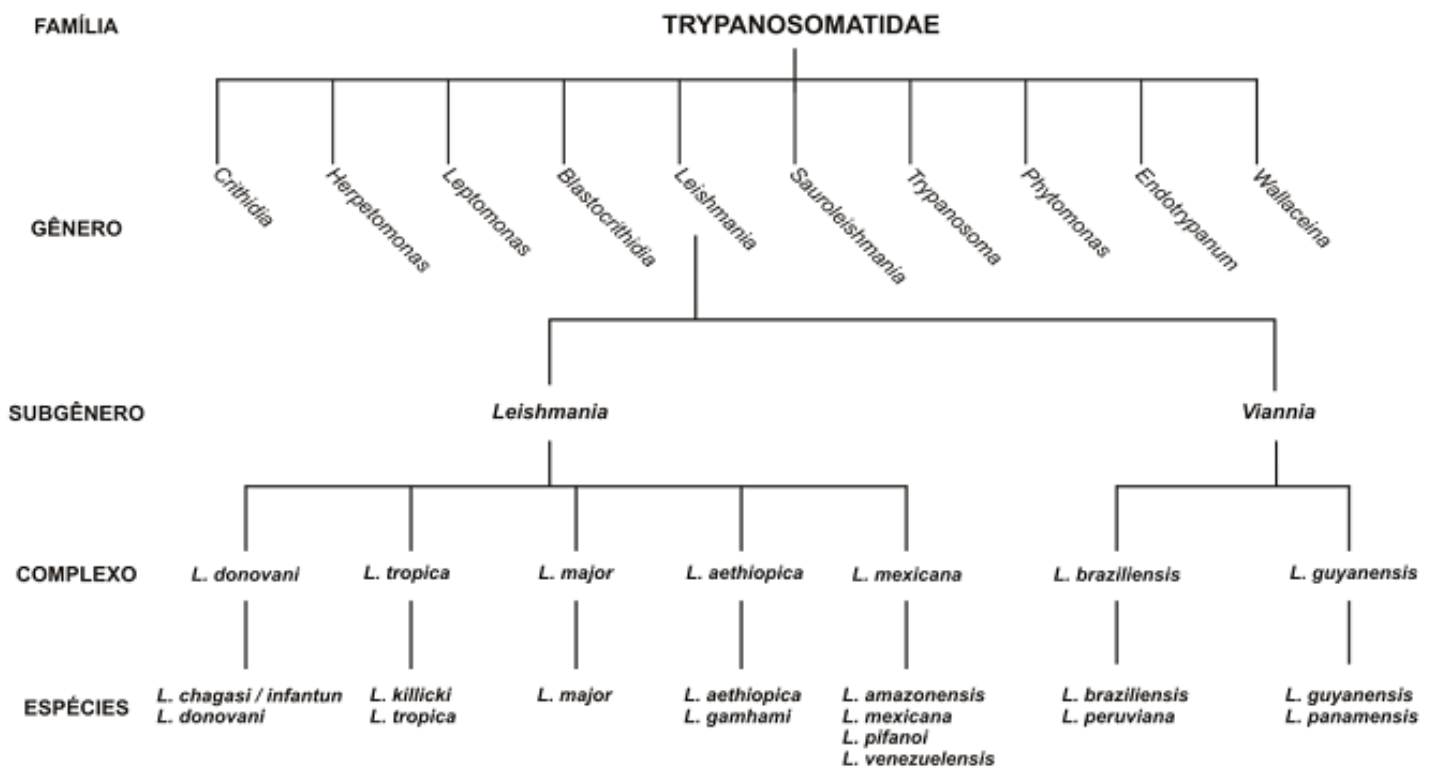 FAMÍLIA
TRYPANOSOMATIDAE
GÊNERO
Crithidia
Herpetomonas
Leptomonas
Blastocrithidia
Leishmania
Sauroleishmania
Trypanosoma
Phytomonas
Endotrypanum
Wallaceina
SUBGÊNERO
Leishmania
Viannia
COMPLEXO
L. donovani
L. tropica
L. major
L. aethiopica
L. mexicana
L. braziliensis
L. guyanensis
ESPÉCIES
L. chagasi / infantun
L. donovani
L. killicki
L. tropica
L. major
L. aethiopica
L. gamhami
L. amazonensis
L. mexicana
L. pifanoi
L. venezuelensis
L. braziliensis
L. peruviana
L. guyanensis
L. panamensis